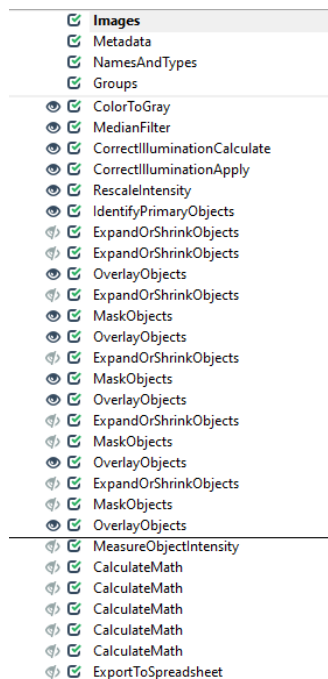 Images
Metadata
NamesAndTypes
Groups
ColorToGray
MedianFilter
CorrectIlluminationCalculate
CorrectIlluminationApply
RescaleIntensity
IdentifyPrimaryObjects
ExpandOrShrinkObjects
ExpandOrShrinkObjects
OverlayObjects
ExpandOrShrinkObjects
MaskObjects
OverlayObjects
ExpandOrShrinkObjects
MaskObjects
OverlayObjects
ExpandOrShrinkObjects
MaskObjects
OverlayObjects
ExpandOrShrinkObjects
MaskObjects
OverlayObjects
MeasureObjectIntensity
CalculateMath
CalculateMath
CalculateMath
CalculateMath
CalculateMath
ExportToSpreadsheet